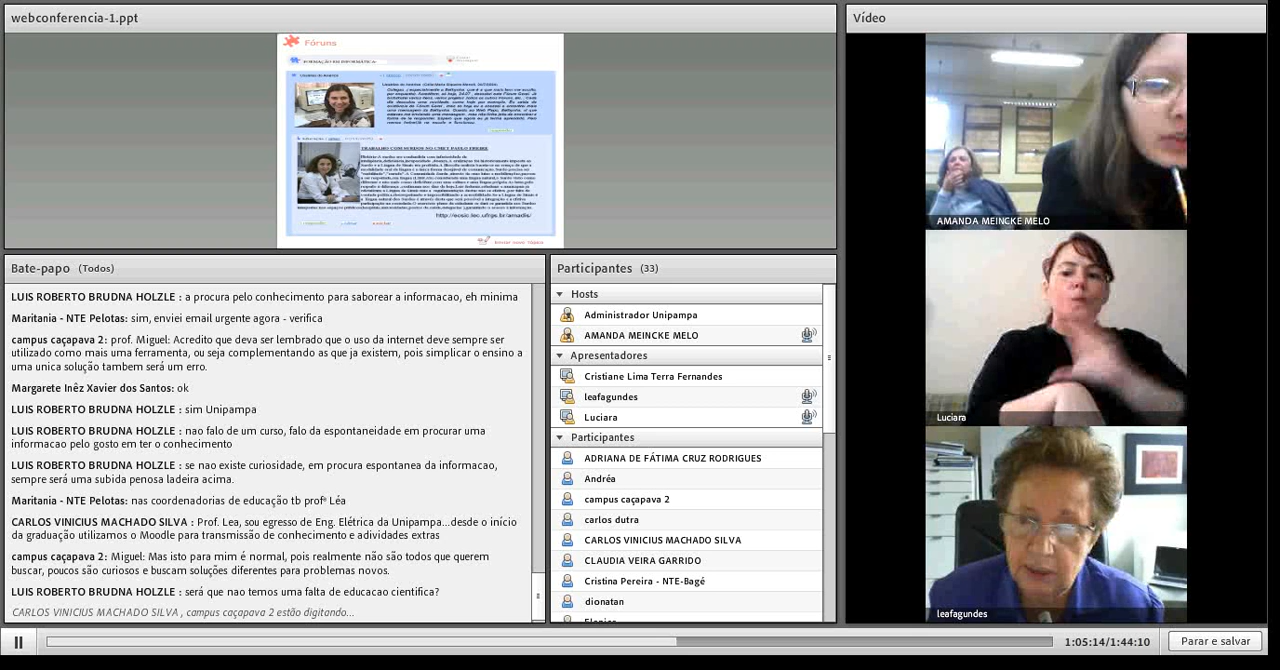 webconferencia-1.ppt
Fóruns
TRABALHO COM SURDOS NO CMET PAULO FREIRE
http://
Bate-papo (Todos)
LUIS ROBERTO BRUDNA HOLZLE : a procura pelo conhecimento para saborear a informacao, eh minima
Maritania - NTE Pelotas: sim, enviei email urgente agora - verifica
campus caçapava 2: prof. Miguel: Acredito que deva ser lembrado que o uso da internet deve sempre ser
utilizado como mais uma ferramenta, ou seja complementando as que ja existem, pois simplicar o ensino a
uma unica solução tambem será um erro.
Margarete Inêz Xavier dos Santos: ok
LUIS ROBERTO BRUDNA HOLZLE : sim Unipampa
LUIS ROBERTO BRUDNA HOLZLE : nao falo de um curso, falo da espontaneidade em procurar uma
informacao pelo gosto em ter o conhecimento
LUIS ROBERTO BRUDNA HOLZLE : se nao existe curiosidade, em procura espontanea da informacao,
sempre será uma subida penosa ladeira acima.
Maritania - NTE Pelotas: nas coordenadorias de educação tb profª Léa
CARLOS VINICIUS MACHADO SILVA : Prof. Lea, sou egresso de Eng. Elétrica da Unipampa...desde o início
da graduação utilizamos o Moodle para transmissão de conhecimento e adividades extras
campus caçapava 2: Miguel: Mas isto para mim é normal, pois realmente não são todos que querem
buscar, poucos são curiosos e buscam soluções diferentes para problemas novos.
LUIS ROBERTO BRUDNA HOLZLE : será que nao temos uma falta de educacao cientifica?
CARLOS VINICIUS MACHADO SILVA , campus caçapava 2 estão digitando...
Participantes (33)
Hosts
Administrador Unipampa
AMANDA MEINCKE MELO
Apresentadores
Cristiane Lima Terra Fernandes
leafagundes
Luciara
Participantes
ADRIANA DE FÁTIMA CRUZ RODRIGUES
Andréa
campus caçapava 2
carlos dutra
CARLOS VINICIUS MACHADO SILVA
CLAUDIA VEIRA GARRIDO
Cristina Pereira - NTE-Bagé
dionatan
Vídeo
AMANDA MEINCKE MELO
Luciara
leafagundes
1:05:14/1:44:10
Parar e salvar